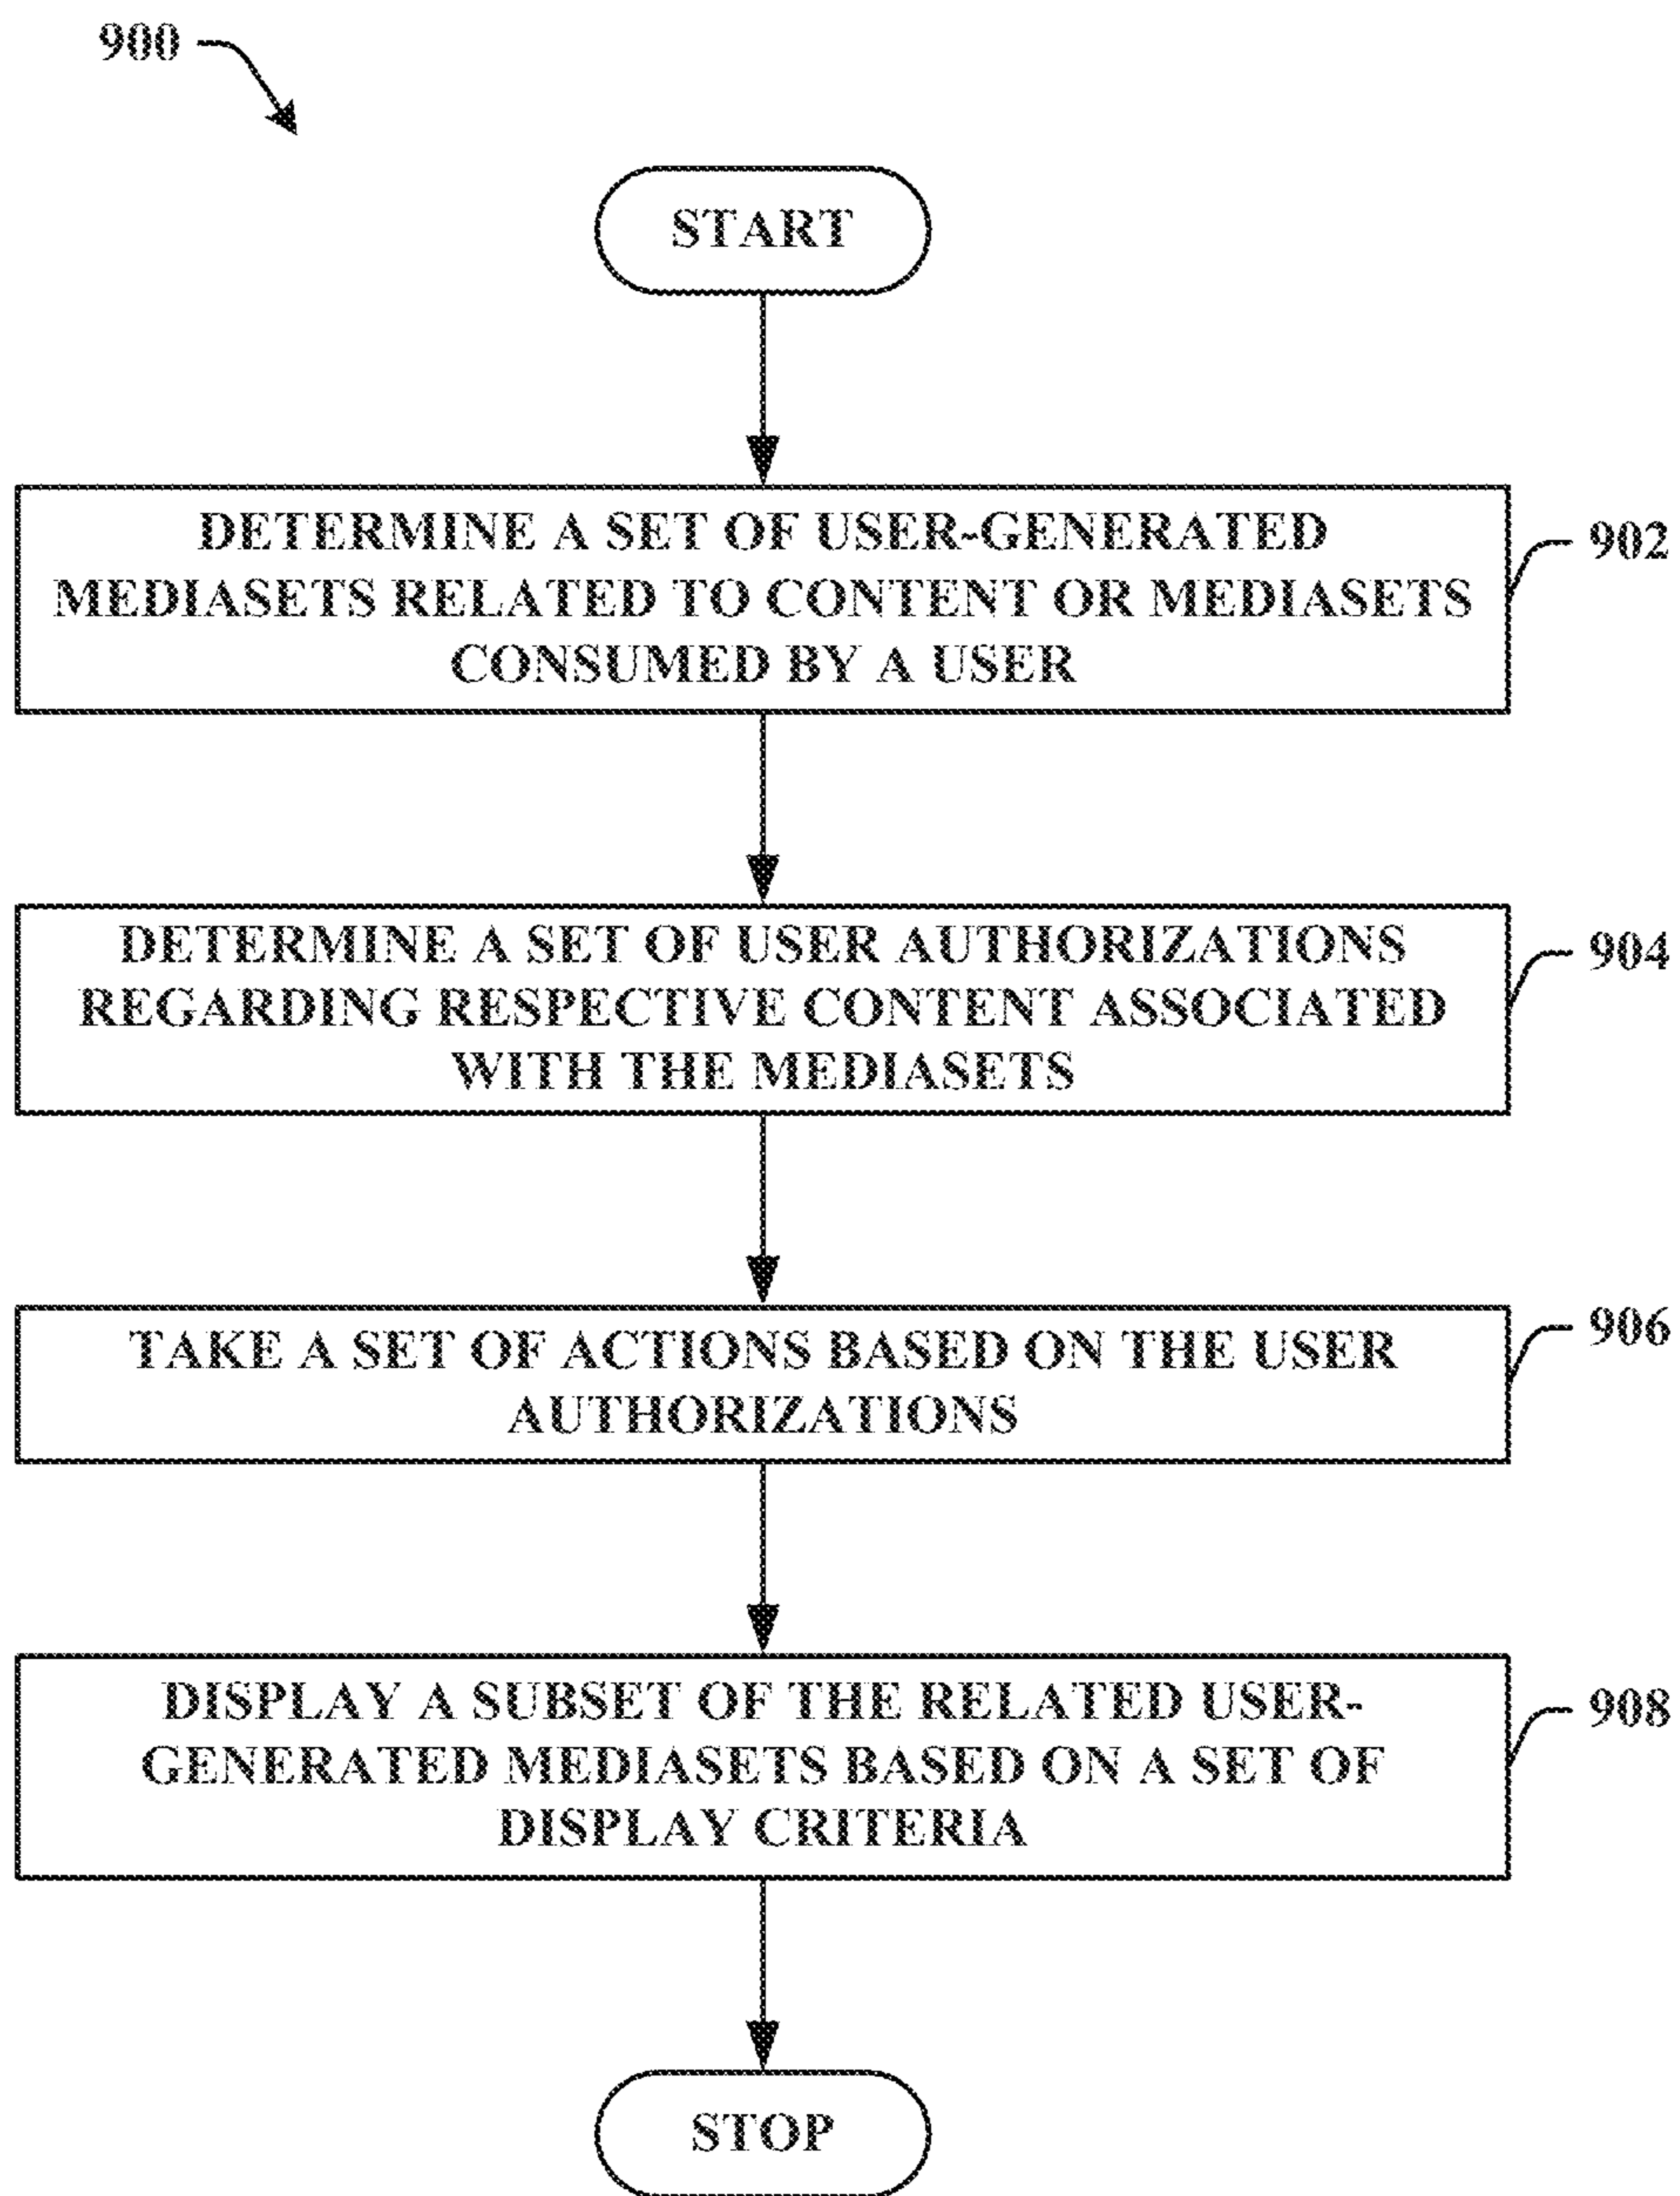 900
START
DETERMINE A SET OF USER-GENERATED
MEDIASETS RELATED TO CONTENT OR MEDIASETS
CONSUMED BY A USER
902
DETERMINE A SET OF USER AUTHORIZATIONS
REGARDING RESPECTIVE CONTENT ASSOCIATED
WITH THE MEDIASETS
904
TAKE A SET OF ACTIONS BASED ON THE USER
AUTHORIZATIONS
906
DISPLAY A SUBSET OF THE RELATED USER-
GENERATED MEDIASETS BASED ON A SET OF
DISPLAY CRITERIA
908
STOP